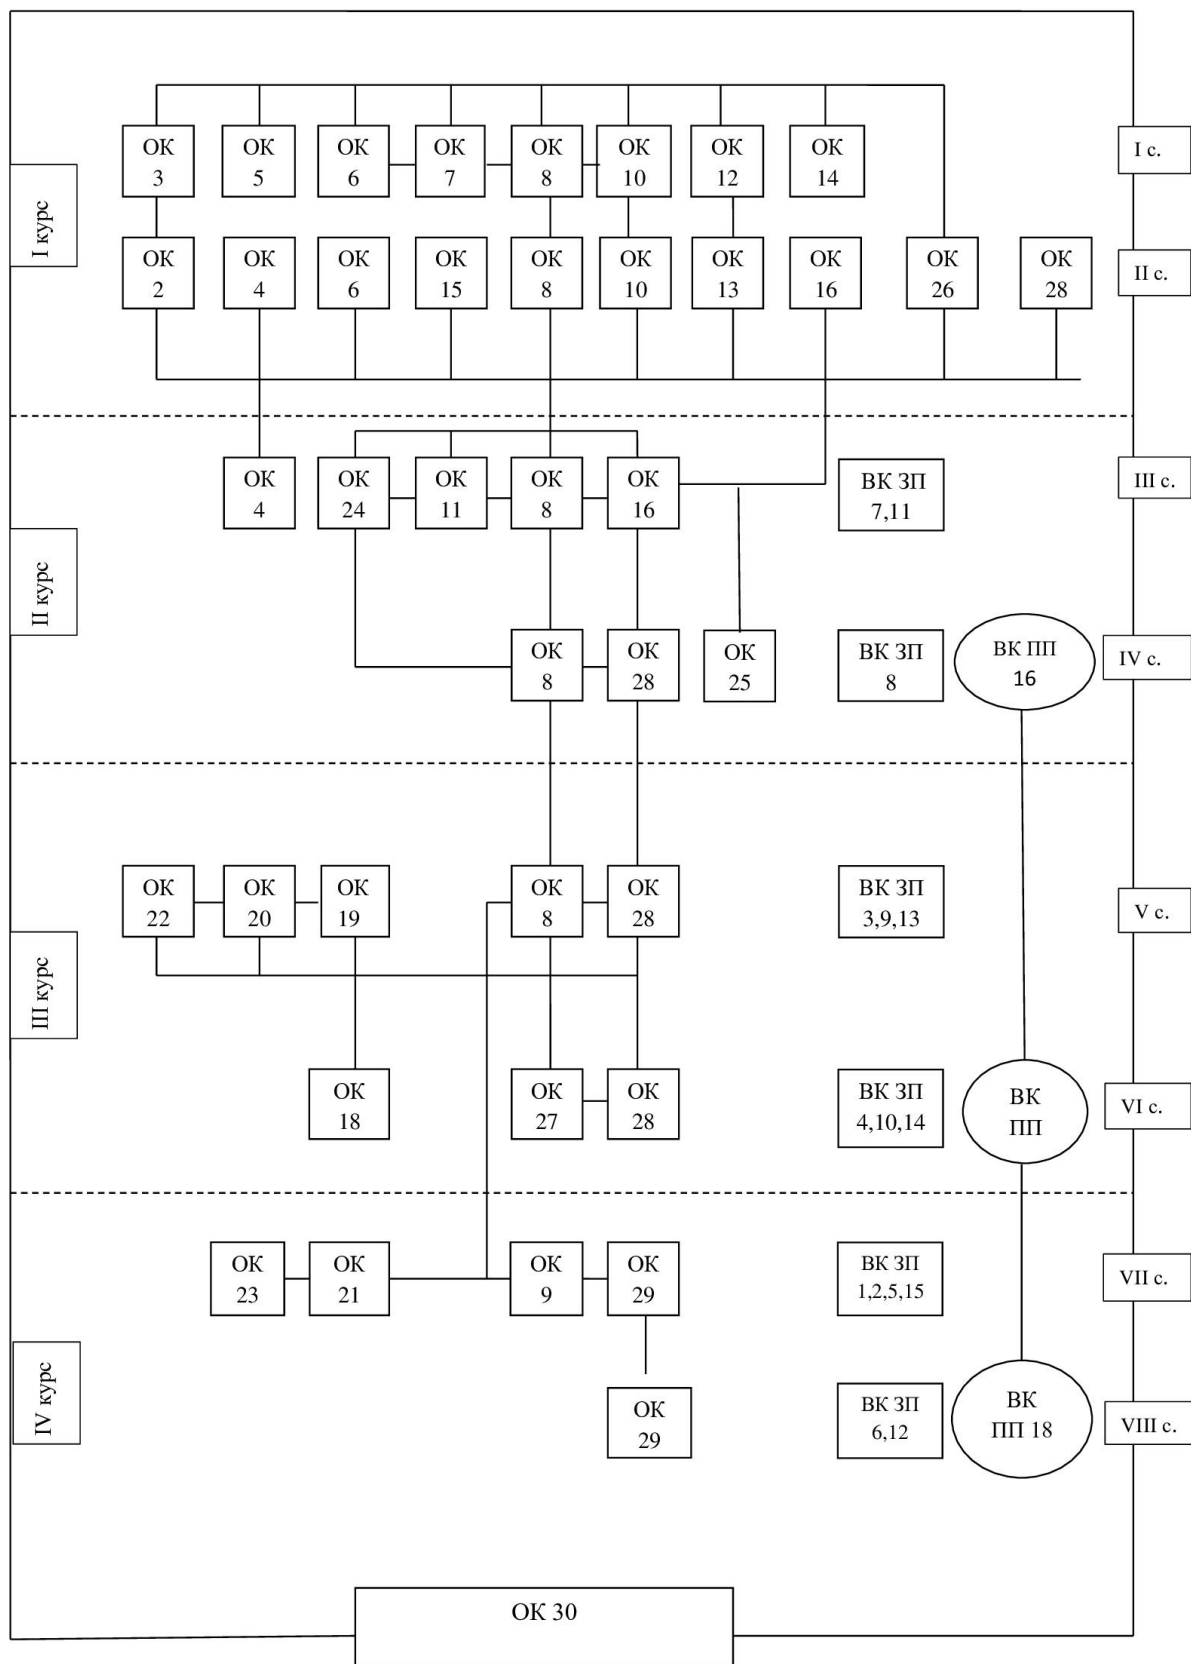 ОК
3
ОК
5
ОК
6
ОК
7
ОК
8
ОК
10
ОК
12
ОК
14
I с.
I курс
ОК
2
ОК
4
ОК
6
ОК
15
ОК
8
ОК
10
ОК
13
ОК
16
ОК
26
ОК
28
II с.
ОК
4
ОК
24
ОК
11
ОК
8
ОК
16
ВК ЗП
7,11
III с.
II курс
ОК
8
ОК
28
ОК
25
ВК ЗП
8
ВК ПП
16
IV с.
ОК
22
ОК
20
ОК
19
ОК
8
ОК
28
ВК ЗП
3,9,13
V с.
III курс
ОК
18
ОК
27
ОК
28
ВК ЗП
4,10,14
ВК
ПП
VI с.
ОК
23
ОК
21
ОК
9
ОК
29
ВК ЗП
1,2,5,15
VII с.
IV курс
ОК
29
ВК ЗП
6,12
ВК
ПП 18
VIII с.
ОК 30